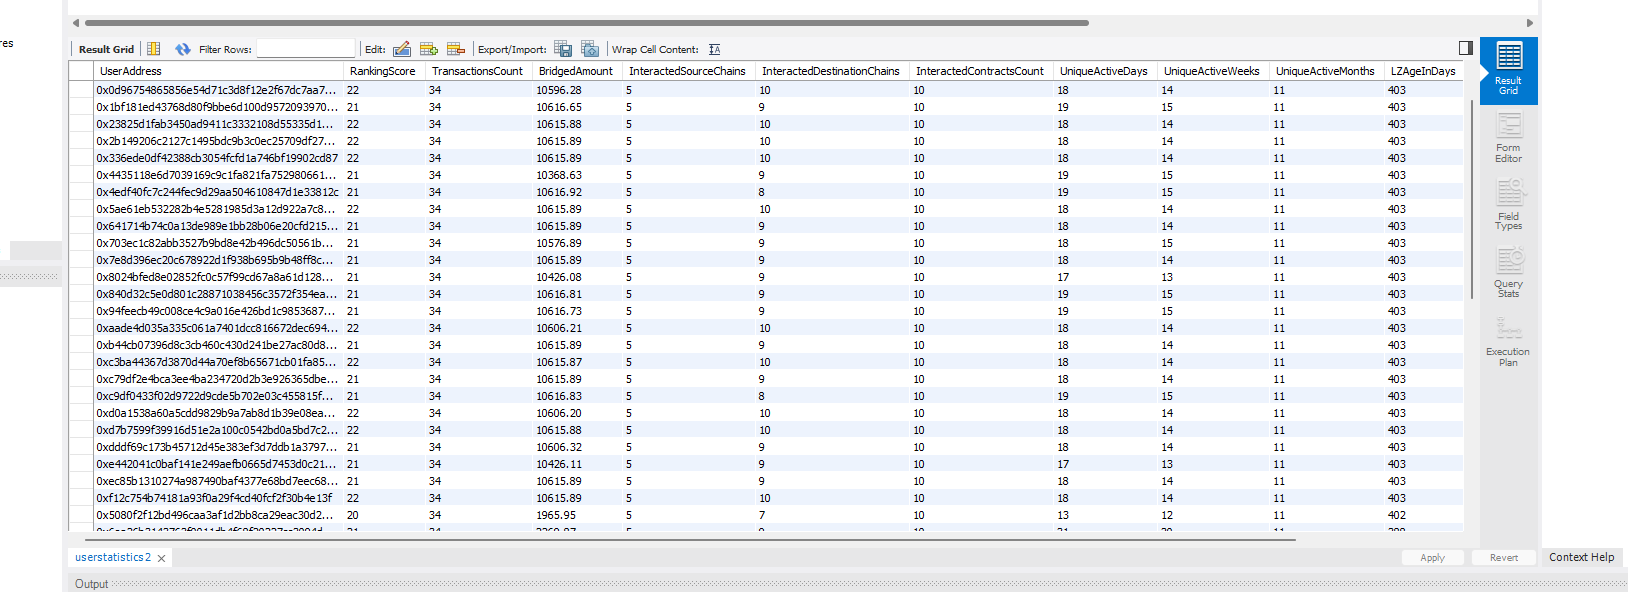 res
Result Grid Filter Rows: Edit: Export/Import: Wrap Cell Content:
UserAddress RankingScore TransactionsCount BridgedAmount InteractedSourceChains InteractedDestinationChains InteractedContractsCount UniqueActiveDays UniqueActiveWeeks UniqueActiveMonths LZAgeInDays
0x0d96754865856e54d71c3d8f12e2f67dc7aa7... 22 34 10596.28 5 10 10 18 14 11 403
0x1bf181ed43768d80f9bbe6d100d9572093970... 21 34 10616.65 5 9 10 19 15 11 403
0x23825d1fab3450ad9411c3332108d55335d1... 22 34 10615.88 5 10 10 18 14 11 403
0x2b149206c2127c1495bdc9b3c0ec25709df27... 22 34 10615.89 5 10 10 18 14 11 403
0x336ede0df42388cb3054fcfd1a746bf19902cd87 22 34 10615.89 5 10 10 18 14 11 403
0x4435118e6d7039169c9c1fa821fa752980661... 21 34 10368.63 5 9 10 19 15 11 403
0x4edf40fc7c244fec9d29aa504610847d1e33812c 21 34 10616.92 5 8 10 19 15 11 403
0x5ae61eb532282b4e5281985d3a12d922a7c8... 22 34 10615.89 5 10 10 18 14 11 403
0x641714b74c0a13de989e1bb28b06e20cfd215... 21 34 10615.89 5 9 10 18 14 11 403
0x703ec1c82abb3527b9bd8e42b496dc50561b... 21 34 10576.89 5 9 10 18 15 11 403
0x7e8d396ec20c678922d1f938b695b9b48ff8c... 21 34 10615.89 5 9 10 18 14 11 403
0x8024bfed8e02852fc0c57f99cd67a8a61d128... 21 34 10426.08 5 9 10 17 13 11 403
0x840d32c5e0d801c28871038456c3572f354ea... 21 34 10616.81 5 9 10 19 15 11 403
0x94feecb49c008ce4c9a016e426bd1c9853687... 21 34 10616.73 5 9 10 19 15 11 403
0xaade4d035a335c061a7401dcc816672dec694... 22 34 10606.21 5 10 10 18 14 11 403
0xb44cb07396d8c3cb460c430d241be27ac80d8... 21 34 10615.89 5 9 10 18 14 11 403
0xc3ba44367d3870d44a70ef8b65671cb01fa85... 22 34 10615.87 5 10 10 18 14 11 403
0xc79df2e4bca3ee4ba234720d2b3e926365dbe... 21 34 10615.89 5 9 10 18 14 11 403
0xc9df0433f02d9722d9cde5b702e03c455815f... 21 34 10616.83 5 8 10 19 15 11 403
0xd0a1538a60a5cdd9829b9a7ab8d1b39e08ea... 22 34 10606.20 5 10 10 18 14 11 403
0xd7b7599f39916d51e2a100c0542bd0a5bd7c2... 22 34 10615.88 5 10 10 18 14 11 403
0xdddf69c173b45712d45e383ef3d7ddb1a3797... 21 34 10606.32 5 9 10 18 14 11 403
0xe442041c0baf141e249aefb0665d7453d0c21... 21 34 10426.11 5 9 10 17 13 11 403
0xec85b1310274a987490baf4377e68bd7eec68... 21 34 10615.89 5 9 10 18 14 11 403
0xf12c754b74181a93f0a29f4cd40fcf2f30b4e13f 22 34 10615.89 5 10 10 18 14 11 403
0x5080f2f12bd496caa3af1d2bb8ca29eac30d2... 20 34 1965.95 5 7 10 13 12 11 402
Result
Grid
Form
Editor
Field
Types
Query
Stats
Execution
Plan
userstatistics2
Apply Revert
Context Help
Output